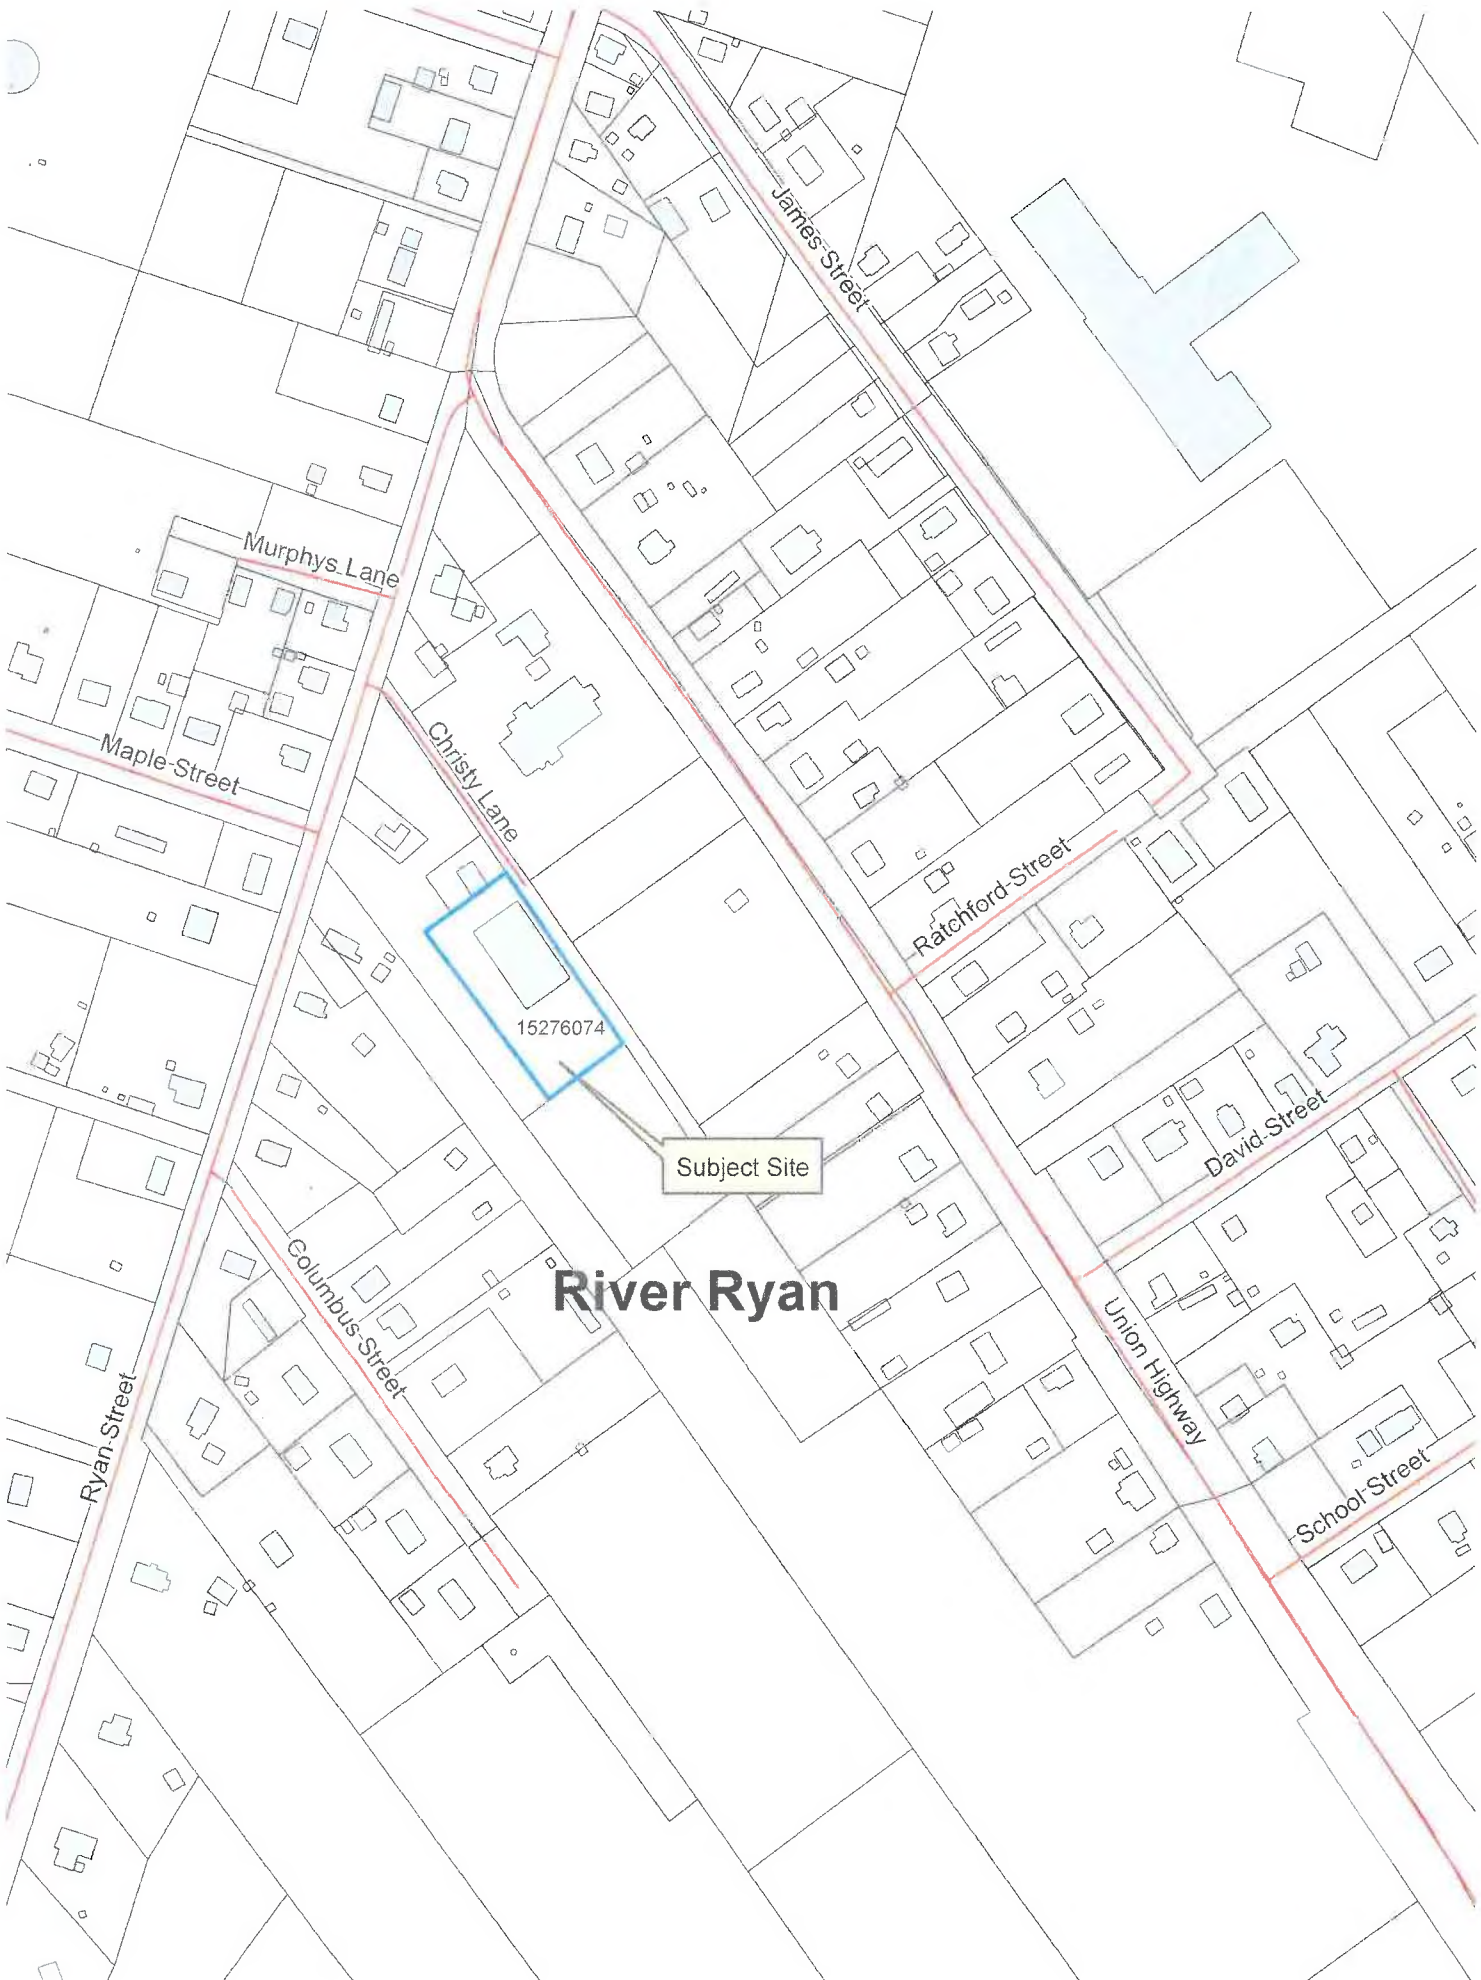 James Street
Murphys Lane
Maple Street
Christy Lane
Ratchford Street
15276074
David Street
Subject Site
River Ryan
Columbus Street
Union Highway
Ryan Street
School Street